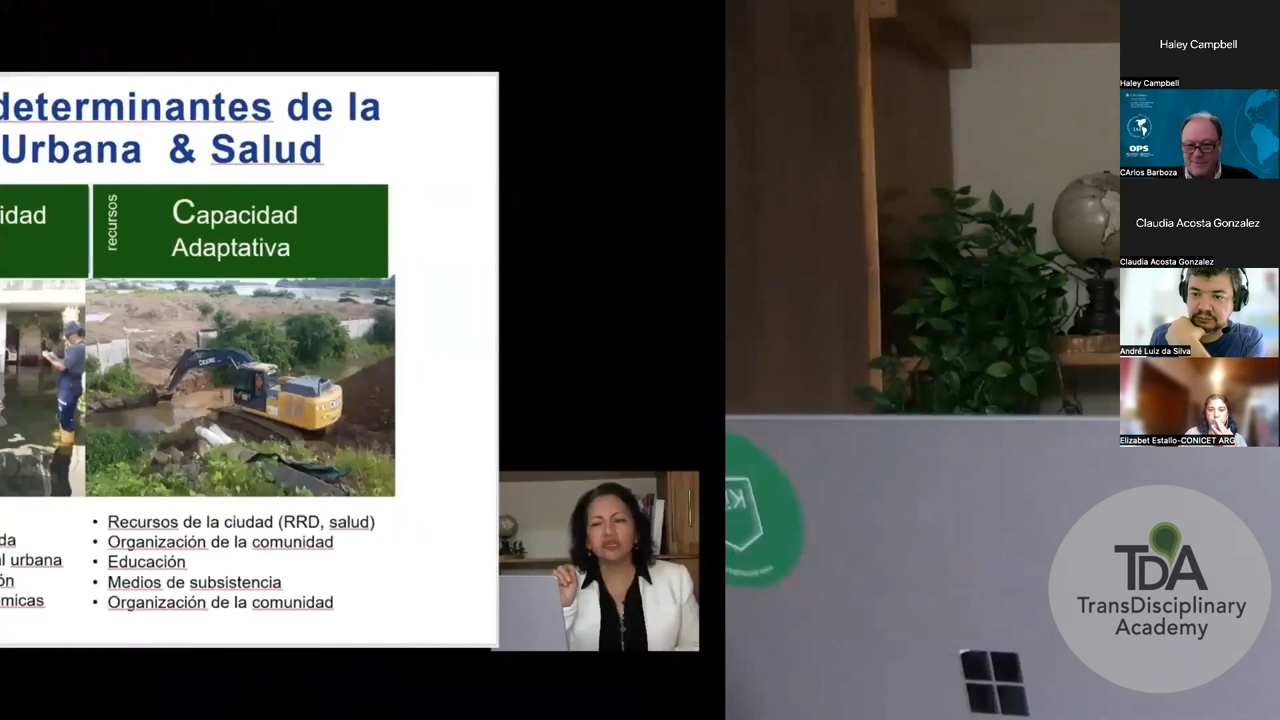 determinantes de la
Urbana & Salud
idad
recursos
Capacidad
Adaptativa
DEERE
da
l urbana
ón
émicas
• Recursos de la ciudad (RRD, salud)
• Organización de la comunidad
• Educación
• Medios de subsistencia
• Organización de la comunidad
Haley Campbell
Haley Campbell
OPS
CArlos Barboza
Claudia Acosta Gonzalez
Claudia Acosta Gonzalez
André Luiz da Silva
Elizabet Estallo-CONICET ARG
TDA
TransDisciplinary
Academy